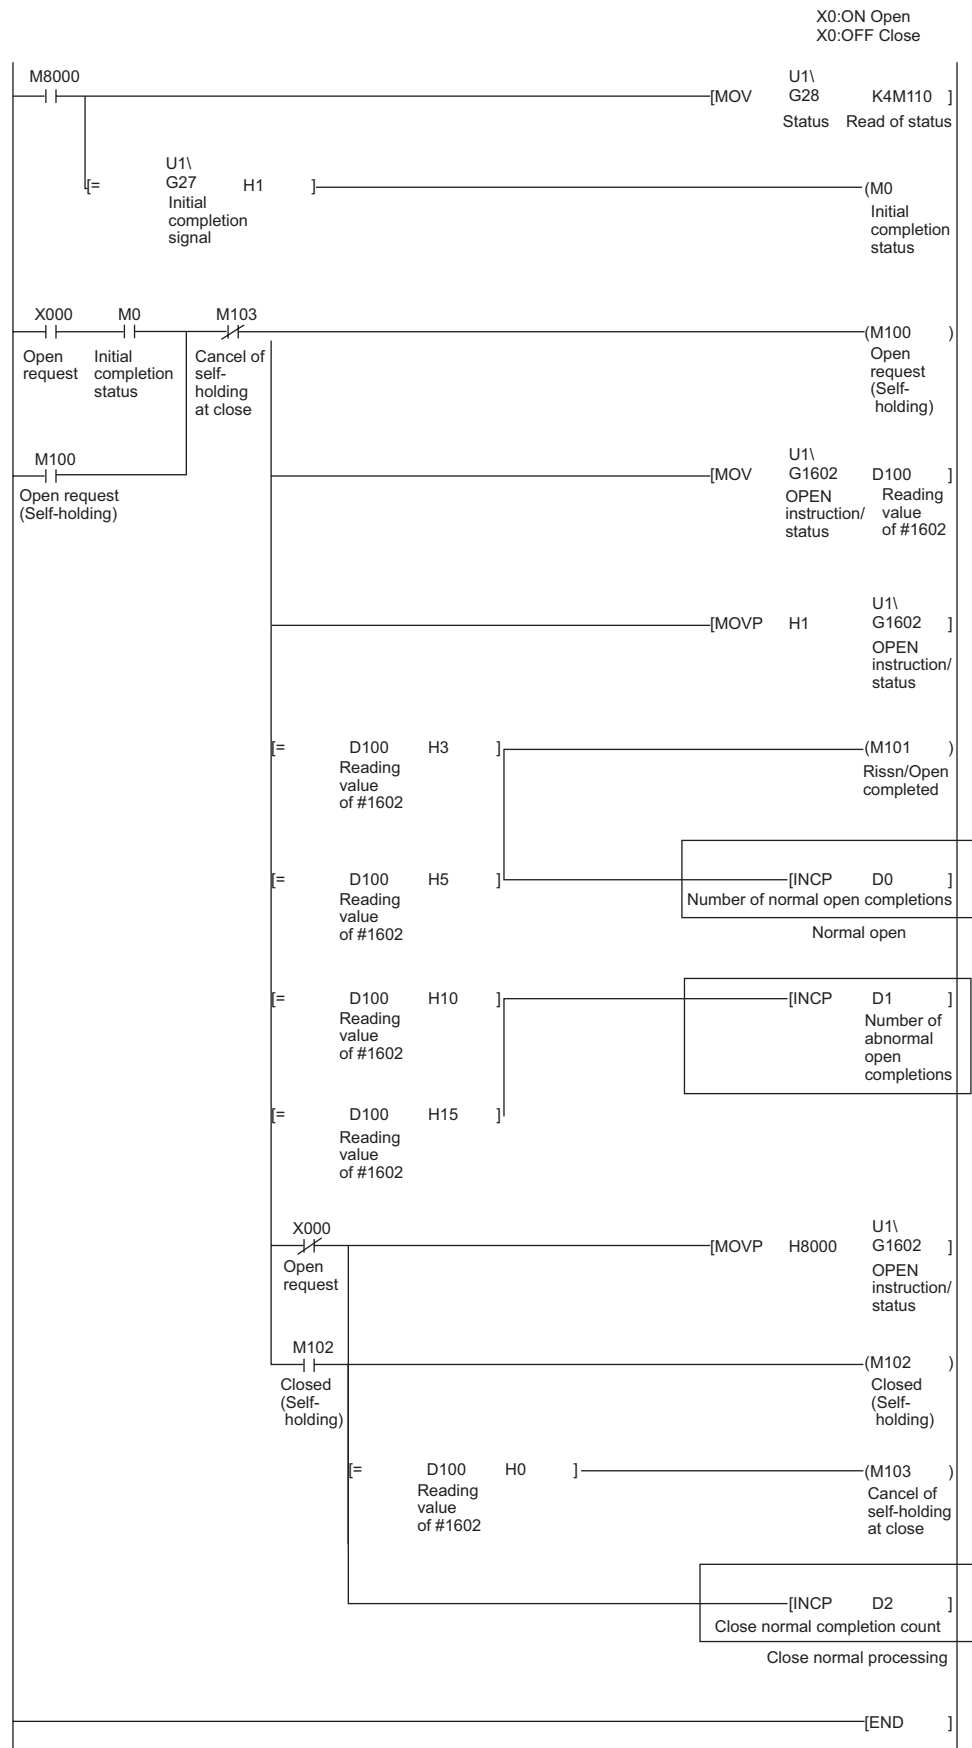 X0:ON Open
X0:OFF Close
M8000
[MOV U1\ G28 K4M110 ]
Status Read of status
[= U1\ G27 H1 ] (M0
Initial
completion
signal
Initial
completion
status
X000 M0 M103 (M100 )
Open
request
Initial
completion
status
Cancel of
self-
holding
at close
Open
request
(Self-
holding)
M100
Open request
(Self-holding)
[MOV U1\ G1602 D100 ]
OPEN
instruction/
status
Reading
value
of #1602
[MOVP H1 U1\ G1602 ]
OPEN
instruction/
status
[= D100 H3 ] (M101 )
Reading
value
of #1602
Rissn/Open
completed
[= D100 H5 ] [INCP D0 ]
Reading
value
of #1602
Number of normal open completions
Normal open
[= D100 H10 ] [INCP D1 ]
Reading
value
of #1602
Number of
abnormal
open
completions
[= D100 H15 ]
Reading
value
of #1602
X000 [MOVP H8000 U1\ G1602 ]
Open
request
OPEN
instruction/
status
M102 (M102 )
Closed
(Self-
holding)
Closed
(Self-
holding)
[= D100 H0 ] (M103 )
Reading
value
of #1602
Cancel of
self-holding
at close
[INCP D2 ]
Close normal completion count
Close normal processing
[END ]